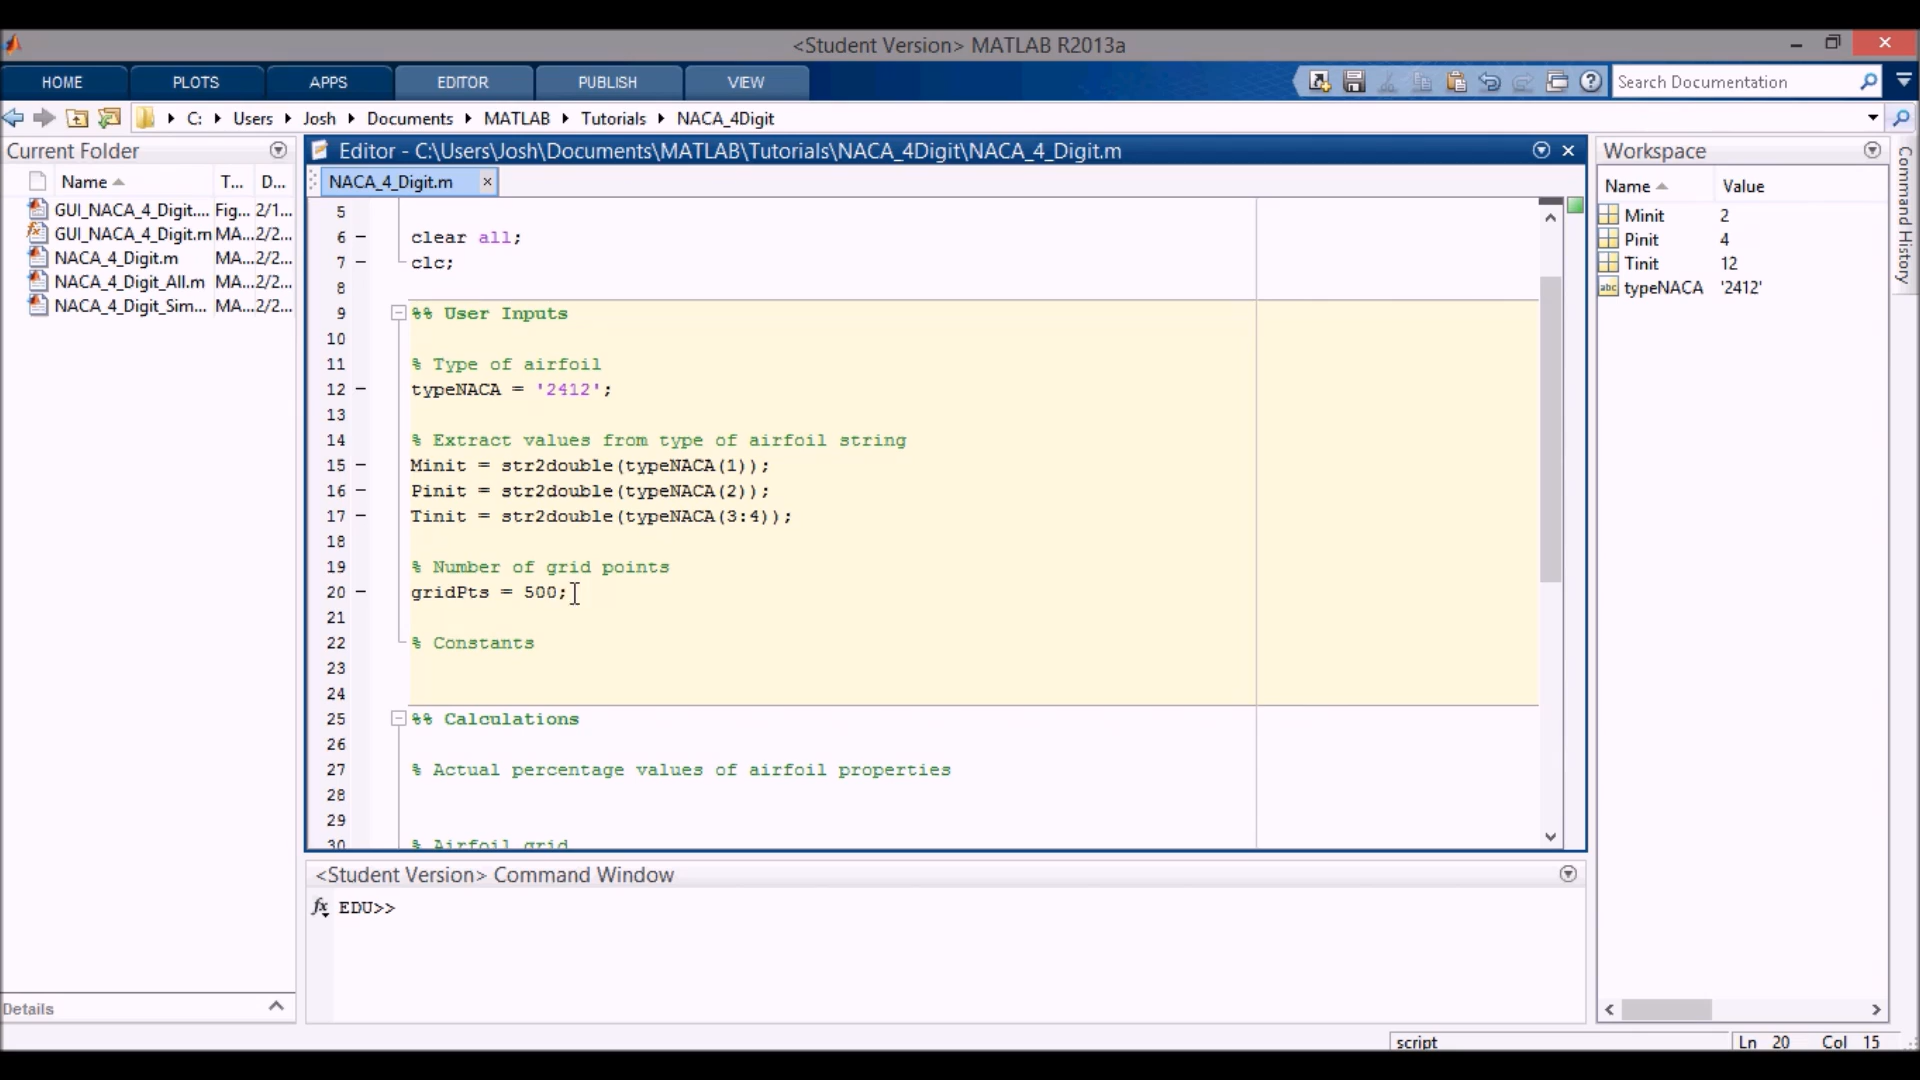 <Student Version> MATLAB R2013a
HOME PLOTS APPS EDITOR PUBLISH VIEW Search Documentation
C: Users Josh Documents MATLAB Tutorials NACA_4Digit
Current Folder
Name T... D...
GUI_NACA_4_Digit.... Fig... 2/1...
GUI_NACA_4_Digit.m MA... 2/2...
NACA_4_Digit.m MA... 2/2...
NACA_4_Digit_All.m MA... 2/2...
NACA_4_Digit_Sim... MA... 2/2...
Details
Editor - C:\Users\Josh\Documents\MATLAB\Tutorials\NACA_4Digit\NACA_4_Digit.m
NACA_4_Digit.m
5
6 – clear all;
7 – clc;
8
9 %% User Inputs
10
11 % Type of airfoil
12 – typeNACA = '2412';
13
14 % Extract values from type of airfoil string
15 – Minit = str2double(typeNACA(1));
16 – Pinit = str2double(typeNACA(2));
17 – Tinit = str2double(typeNACA(3:4));
18
19 % Number of grid points
20 – gridPts = 500;
21
22 % Constants
23
24
25 %% Calculations
26
27 % Actual percentage values of airfoil properties
28
29
30 % Airfoil grid
<Student Version> Command Window
fx EDU>>
Workspace
Name Value
Minit 2
Pinit 4
Tinit 12
abc typeNACA '2412'
Command History
script Ln 20 Col 15